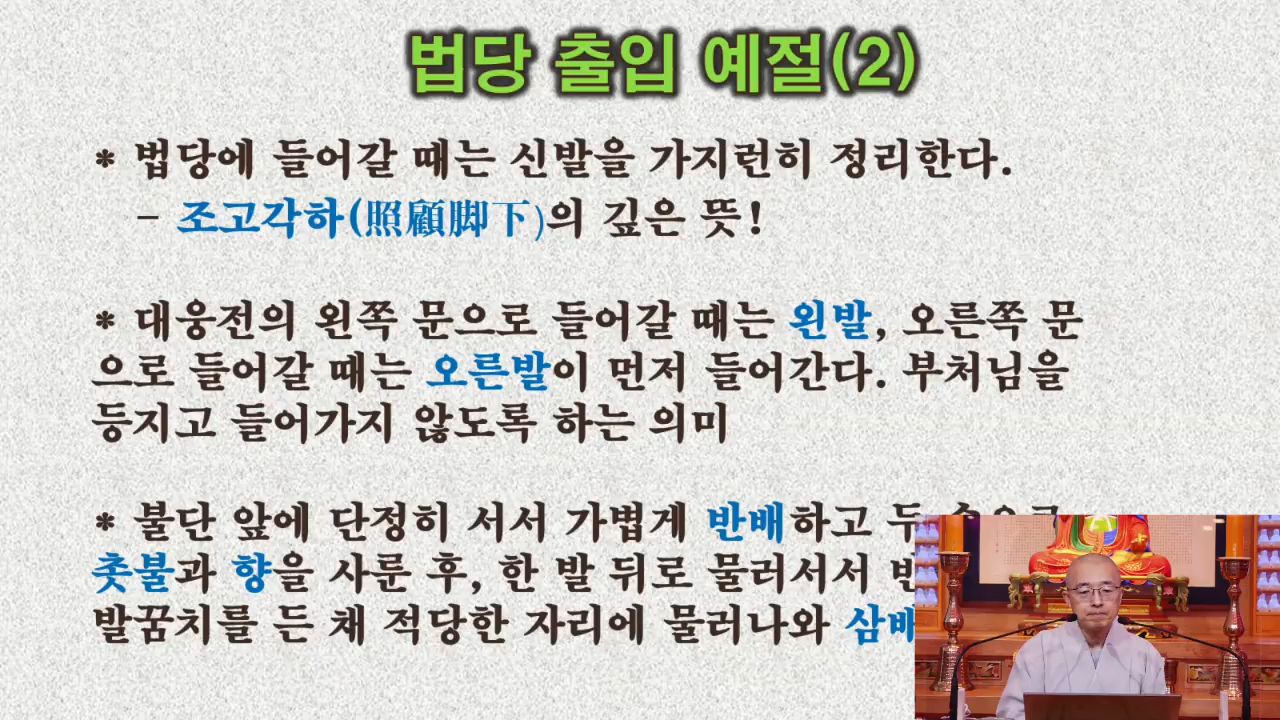 법당 출입 예절(2)
* 법당에 들어갈 때는 신발을 가지런히 정리한다.
- 조고각하(照顧脚下)의 깊은 뜻!
* 대웅전의 왼쪽 문으로 들어갈 때는 왼발, 오른쪽 문
으로 들어갈 때는 오른발이 먼저 들어간다. 부처님을
등지고 들어가지 않도록 하는 의미
* 불단 앞에 단정히 서서 가볍게 반배하고 두
촛불과 향을 사룬 후, 한 발 뒤로 물러서서
발꿈치를 든 채 적당한 자리에 물러나와